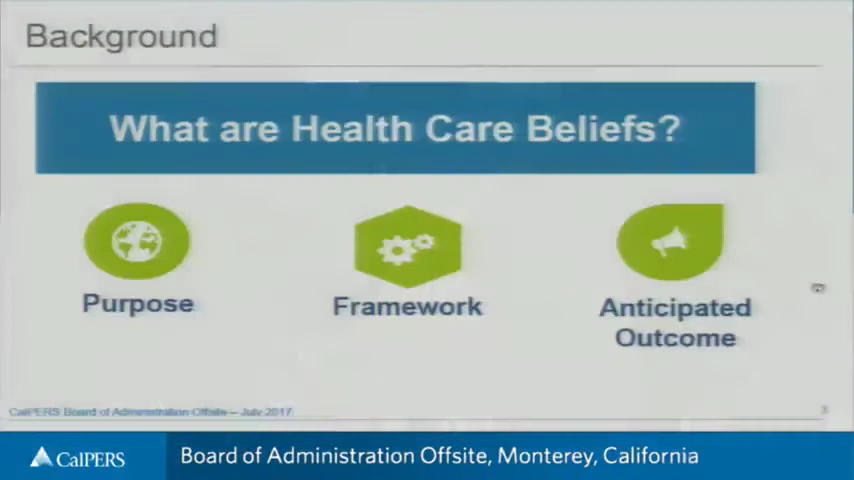 Background
What are Health Care Beliefs?
Purpose
Framework
Anticipated
Outcome
CalPERS Board of Administration Offsite – July 2017
3
CalPERS
Board of Administration Offsite, Monterey, California